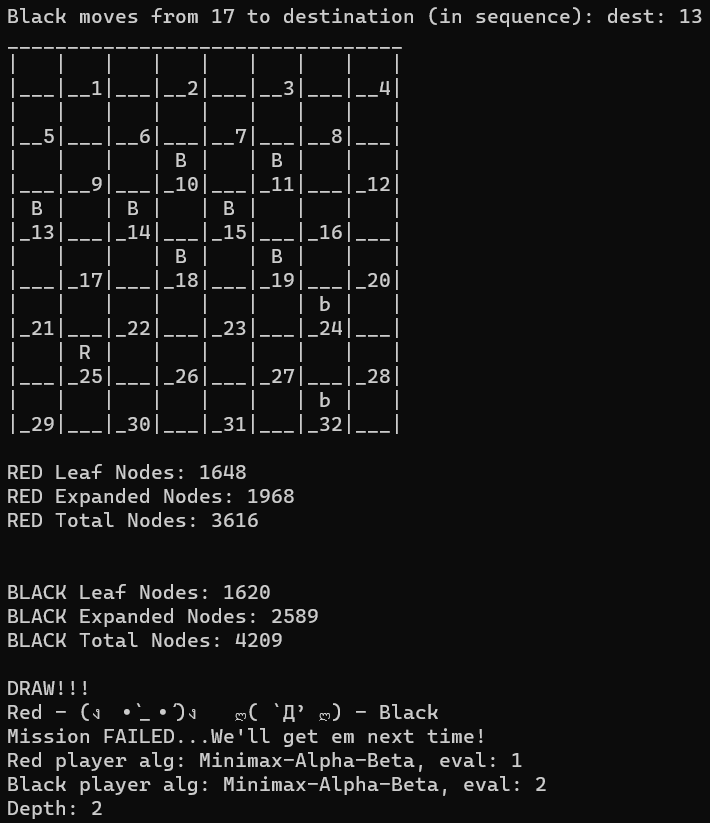 Black moves from 17 to destination (in sequence): dest: 13
_________________________________
|   |   |   |   |   |   |   |   |
|___|__1|___|__2|___|__3|___|__4|
|   |   |   |   |   |   |   |   |
|__5|___|__6|___|__7|___|__8|___|
|   |   |   | B |   | B |   |   |
|___|__9|___|_10|___|_11|___|_12|
| B |   | B |   | B |   |   |   |
|_13|___|_14|___|_15|___|_16|___|
|   |   |   | B |   | B |   |   |
|___|_17|___|_18|___|_19|___|_20|
|   |   |   |   |   |   | b |   |
|_21|___|_22|___|_23|___|_24|___|
|   | R |   |   |   |   |   |   |
|___|_25|___|_26|___|_27|___|_28|
|   |   |   |   |   |   | b |   |
|_29|___|_30|___|_31|___|_32|___|
RED Leaf Nodes: 1648
RED Expanded Nodes: 1968
RED Total Nodes: 3616
BLACK Leaf Nodes: 1620
BLACK Expanded Nodes: 2589
BLACK Total Nodes: 4209
DRAW!!!
Red - (ง •̀_•́)ง   ლ( `Д’ ლ) - Black
Mission FAILED...We'll get em next time!
Red player alg: Minimax-Alpha-Beta, eval: 1
Black player alg: Minimax-Alpha-Beta, eval: 2
Depth: 2